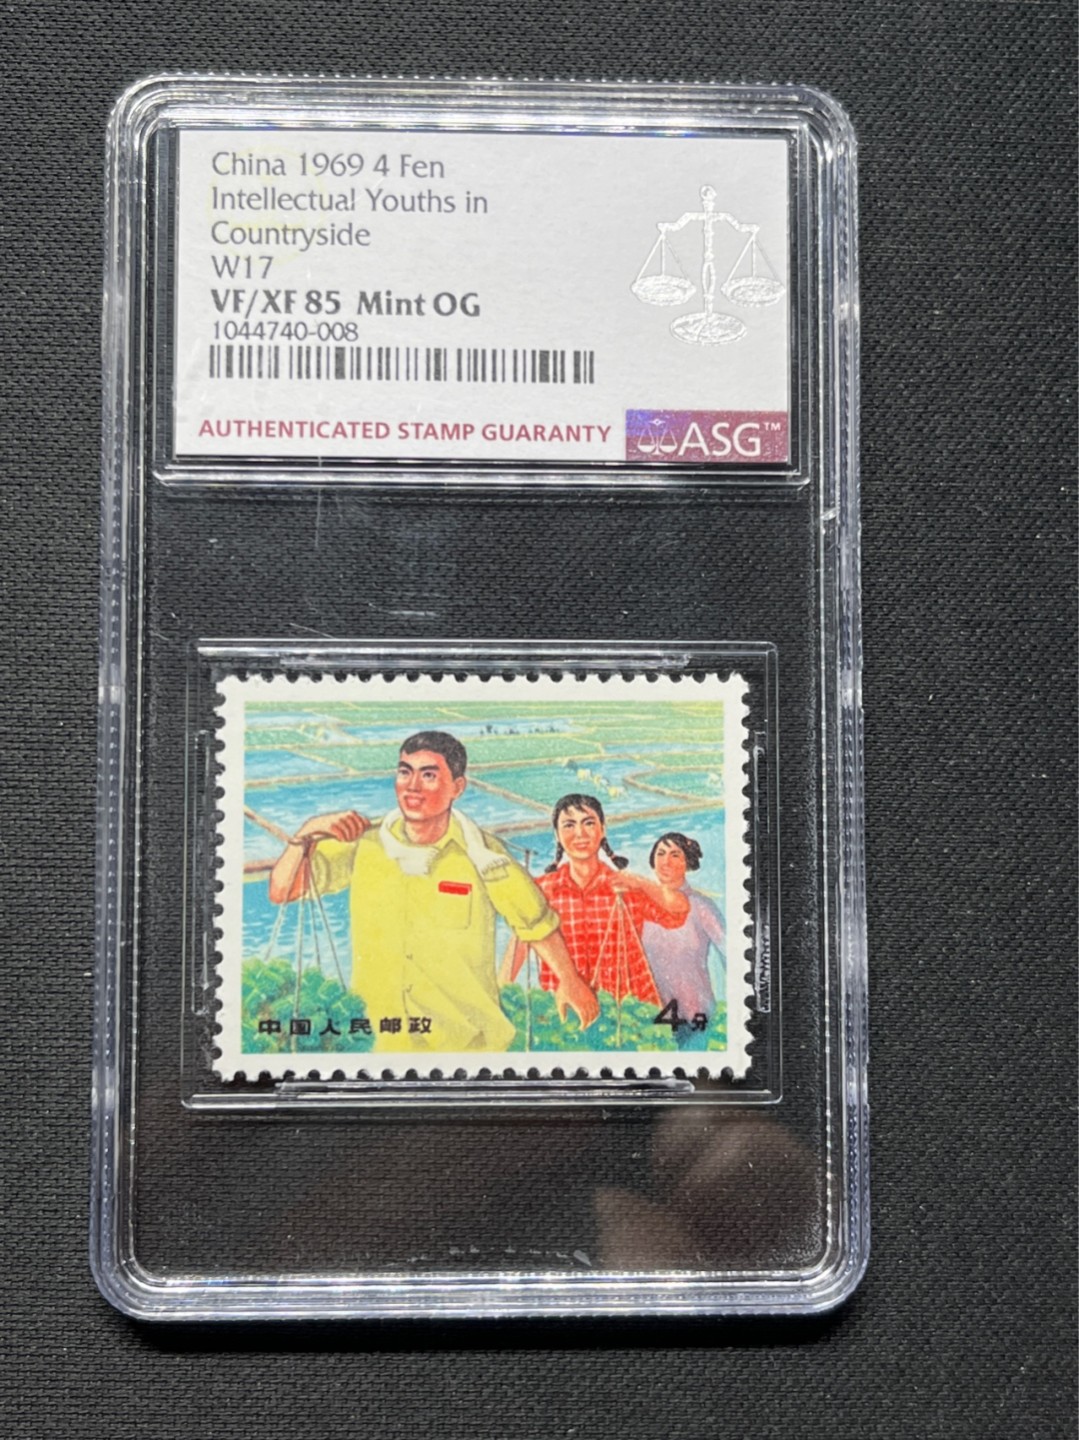 China 1969 4 Fen
Intellectual Youths in
Countryside
W17
VF/XF 85 Mint OG
1044740-008
AUTHENTICATED STAMP GUARANTY
ASG™
中国人民邮政
4分